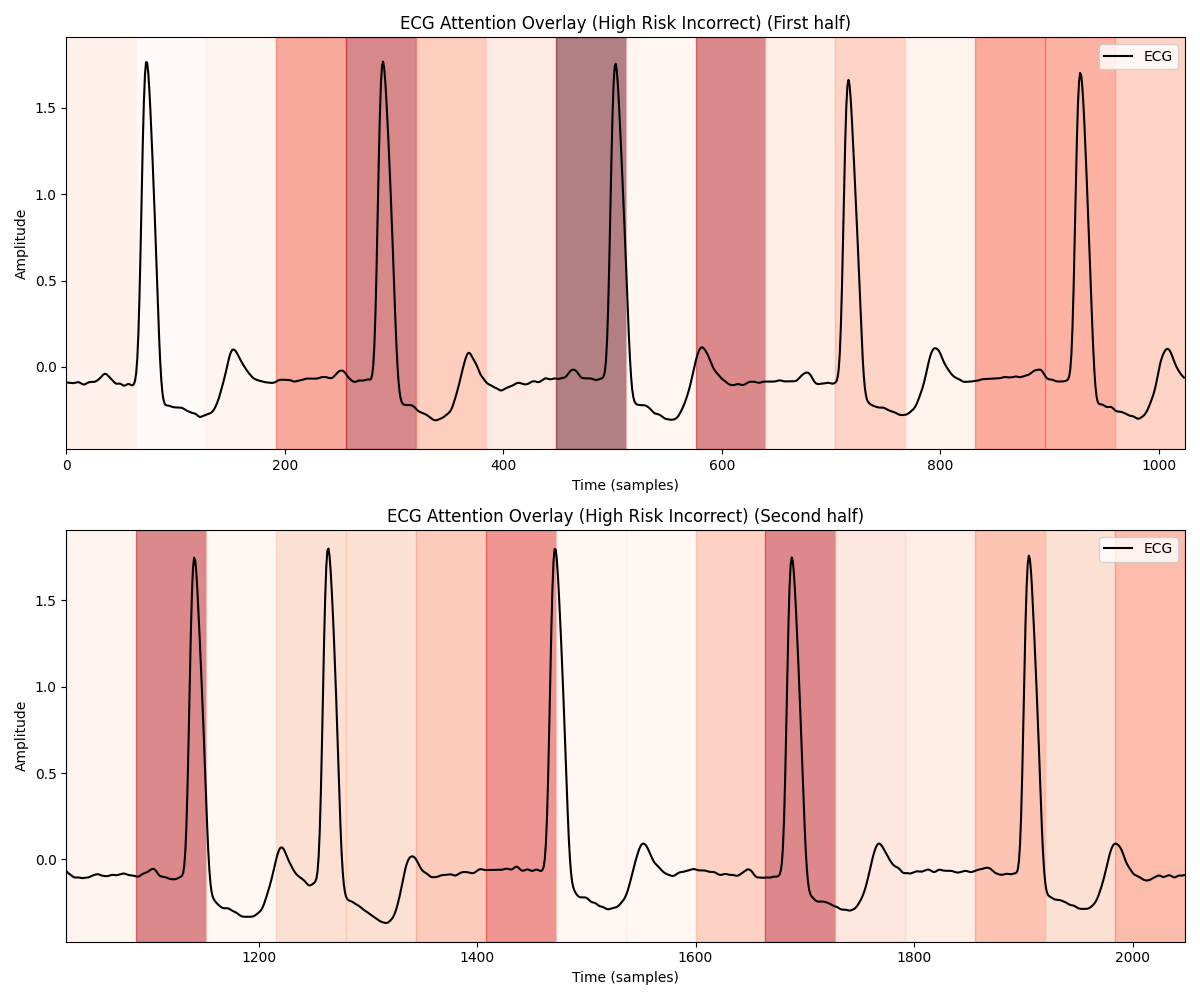 ECG Attention Overlay (High Risk Incorrect) (First half)
ECG
Amplitude
1.5
1.0
0.5
0.0
0 200 400 600 800 1000
Time (samples)
ECG Attention Overlay (High Risk Incorrect) (Second half)
ECG
Amplitude
1.5
1.0
0.5
0.0
1200 1400 1600 1800 2000
Time (samples)